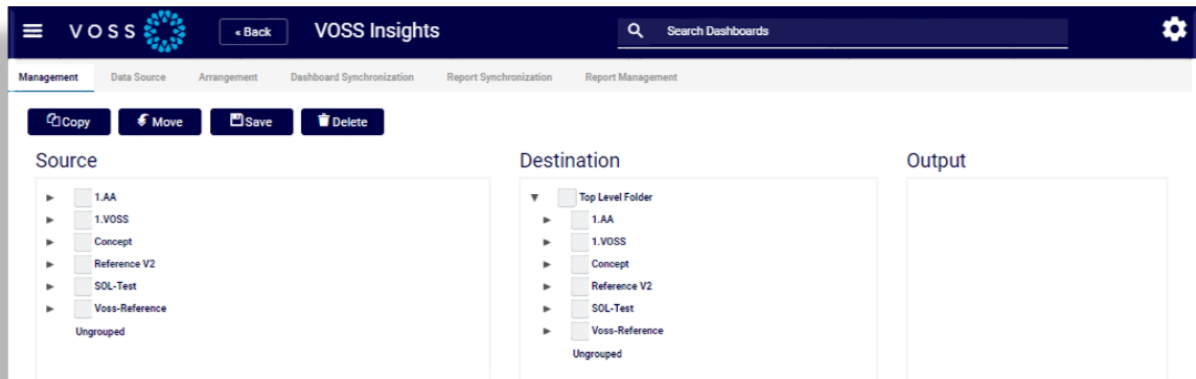 VOSS « Back VOSS Insights Search Dashboards
Management Data Source Arrangement Dashboard Synchronization Report Synchronization Report Management
Copy Move Save Delete
Source
1.AA
1.VOSS
Concept
Reference V2
SOL-Test
Voss-Reference
Ungrouped
Destination
Top Level Folder
1.AA
1.VOSS
Concept
Reference V2
SOL-Test
Voss-Reference
Ungrouped
Output